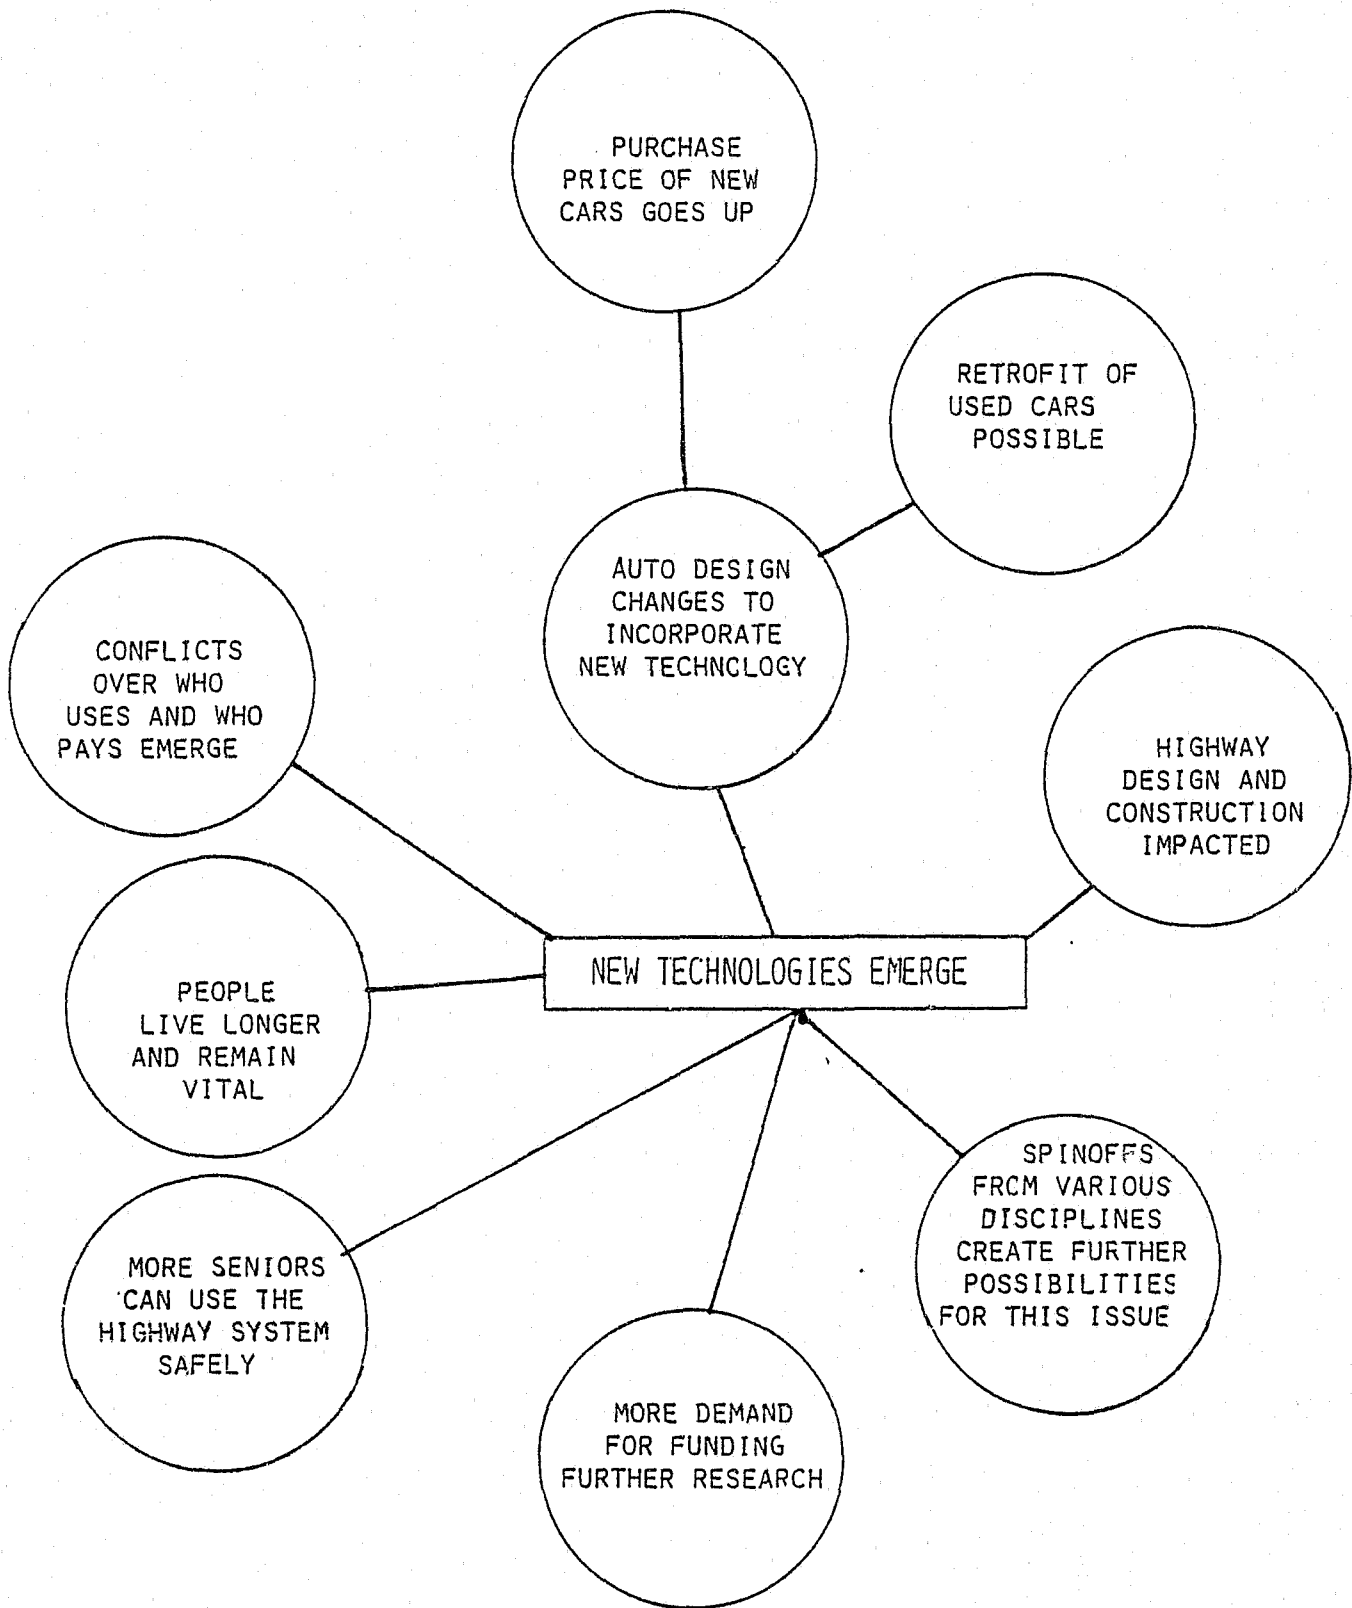 PURCHASE
PRICE OF NEW
CARS GOES UP
RETROFIT OF
USED CARS
POSSIBLE
AUTO DESIGN
CHANGES TO
INCORPORATE
NEW TECHNCLOGY
CONFLICTS
OVER WHO
USES AND WHO
PAYS EMERGE
HIGHWAY
DESIGN AND
CONSTRUCTION
IMPACTED
NEW TECHNOLOGIES EMERGE
PEOPLE
LIVE LONGER
AND REMAIN
VITAL
SPINOFFS
FRCM VARIOUS
DISCIPLINES
CREATE FURTHER
POSSIBILITIES
FOR THIS ISSUE
MORE SENIORS
CAN USE THE
HIGHWAY SYSTEM
SAFELY
MORE DEMAND
FOR FUNDING
FURTHER RESEARCH